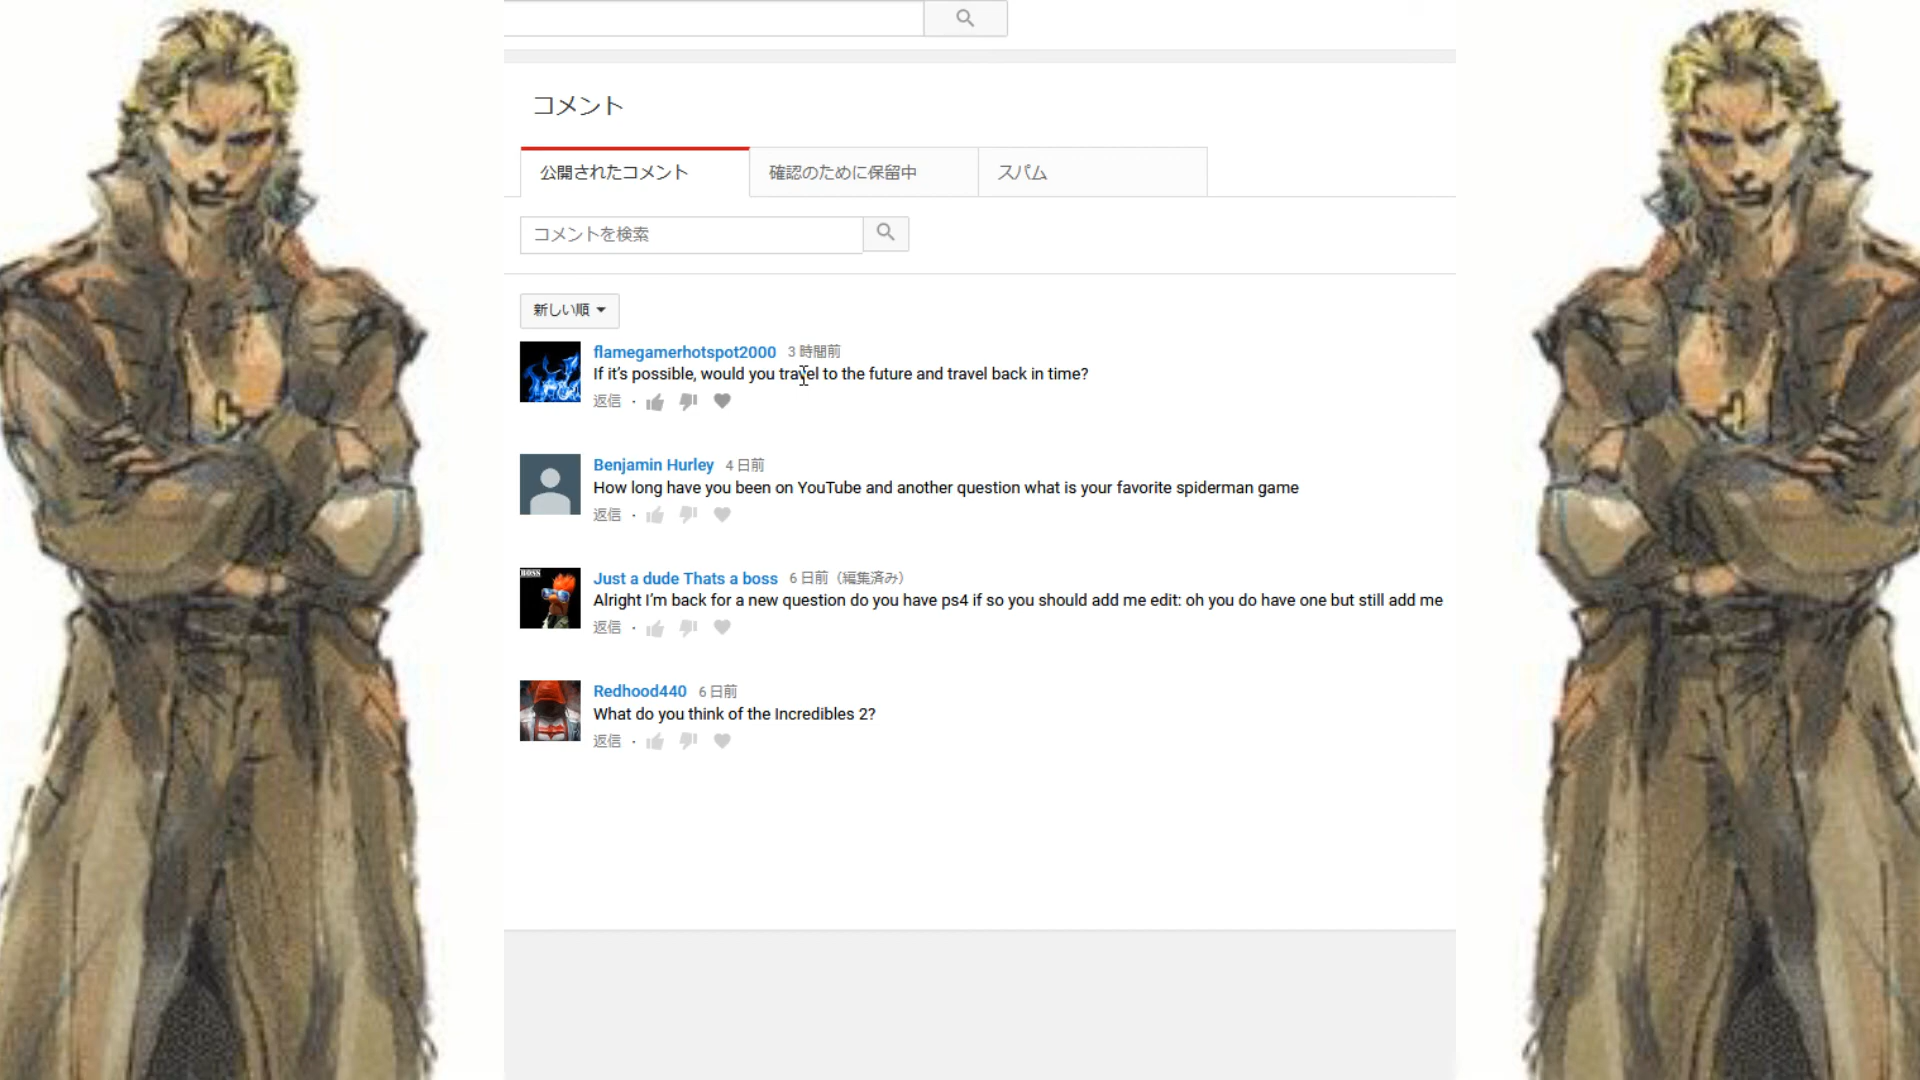 コメント
公開されたコメント
確認のために保留中
スパム
コメントを検索
新しい順
flamegamerhotspot2000 3 時間前
If it's possible, would you travel to the future and travel back in time?
返信 ·
Benjamin Hurley 4 日前
How long have you been on YouTube and another question what is your favorite spiderman game
返信 ·
BOSS
Just a dude Thats a boss 6 日前（編集済み）
Alright I'm back for a new question do you have ps4 if so you should add me edit: oh you do have one but still add me
返信 ·
Redhood440 6 日前
What do you think of the Incredibles 2?
返信 ·